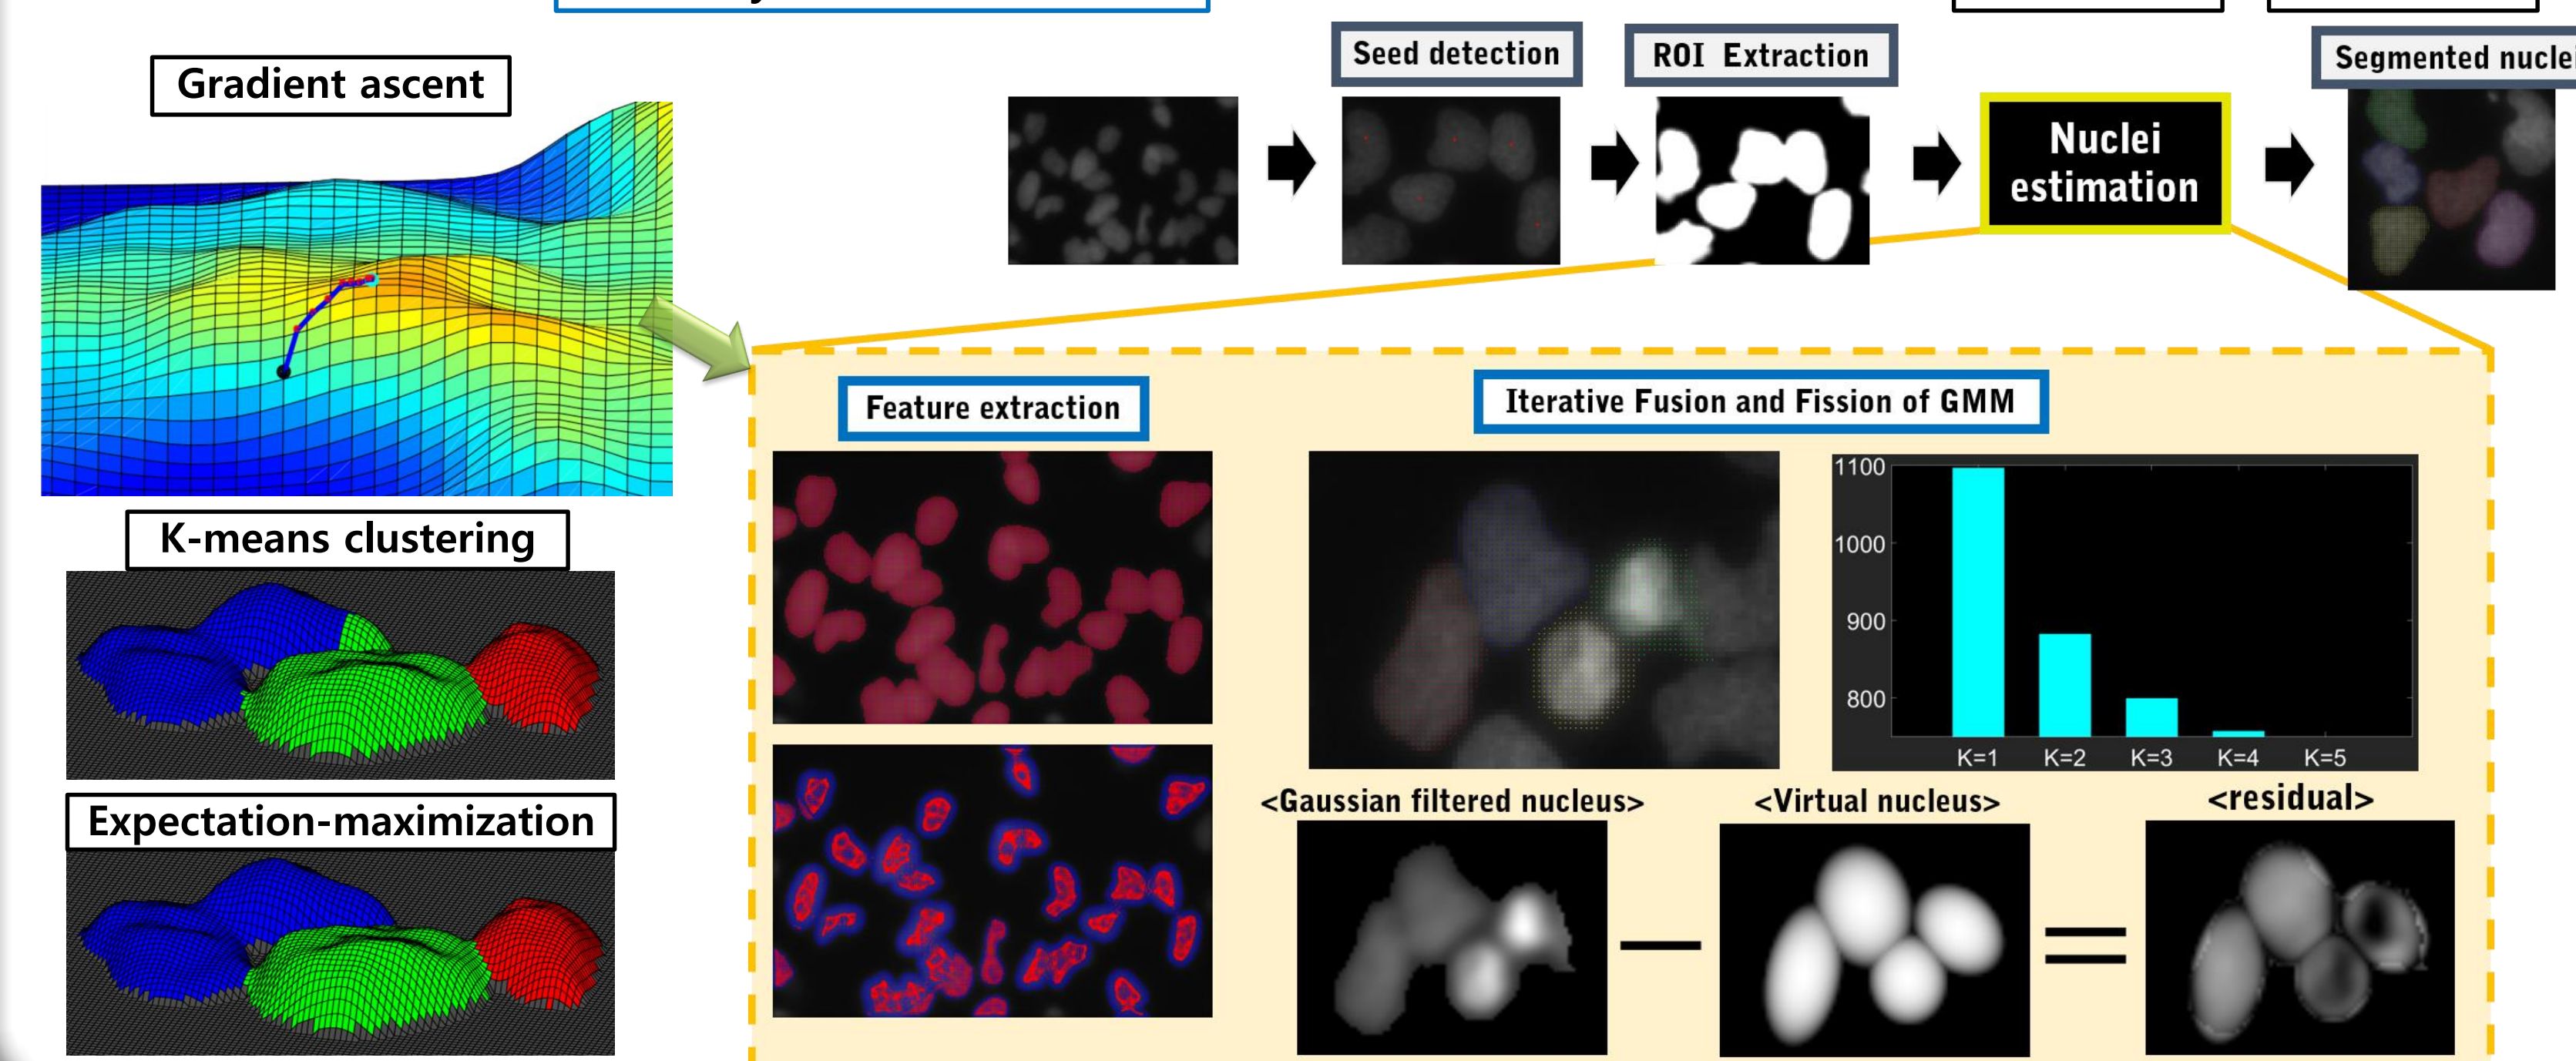 Gradient ascent
K-means clustering
Expectation-maximization
Seed detection
ROI Extraction
Nuclei
estimation
Segmented nuclei
Feature extraction
Iterative Fusion and Fission of GMM
1100
1000
900
800
K=1 K=2 K=3 K=4 K=5
<Gaussian filtered nucleus>
<Virtual nucleus>
<residual>